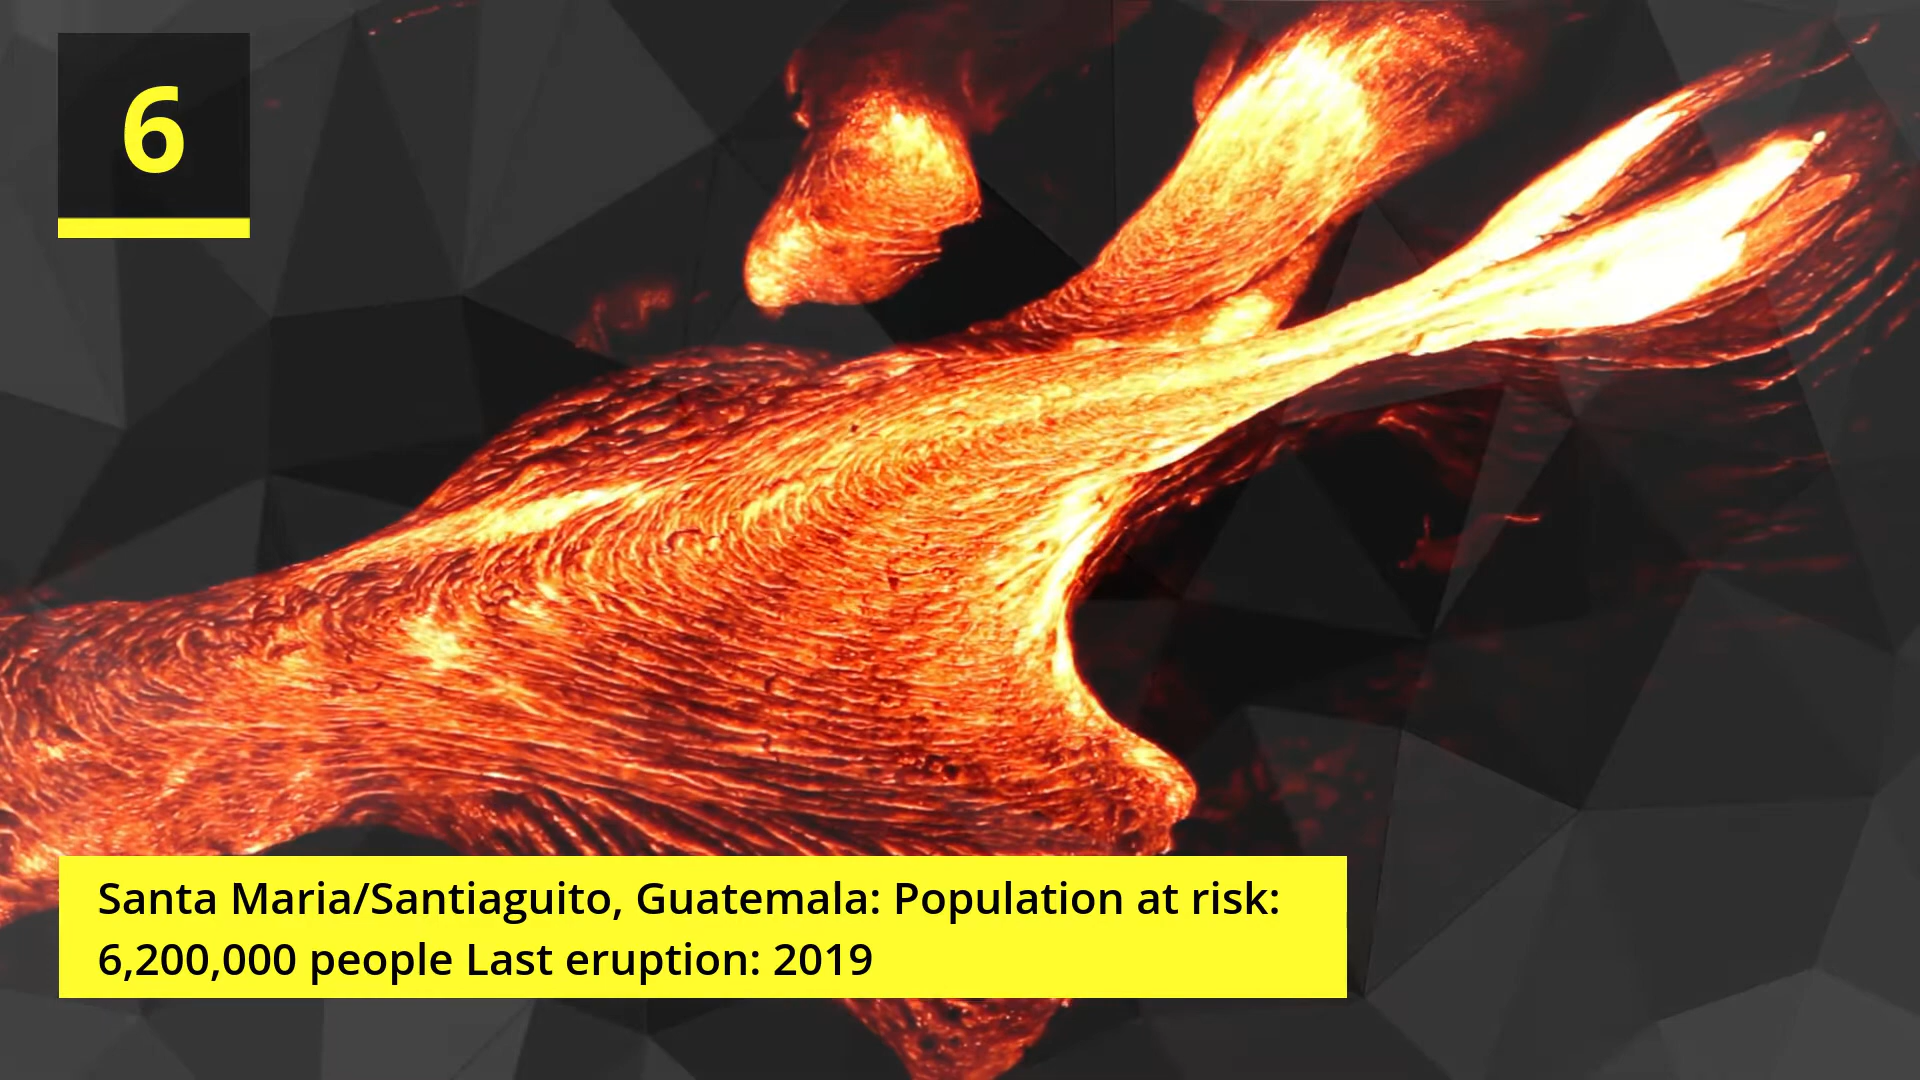 6
Santa Maria/Santiaguito, Guatemala: Population at risk:
6,200,000 people Last eruption: 2019